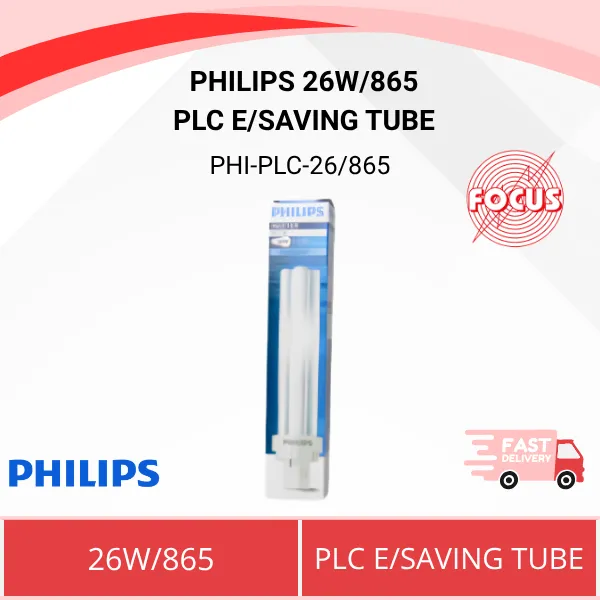 PHILIPS 26W/865
PLC E/SAVING TUBE
PHI-PLC-26/865
FOCUS
PHILIPS
PHILIPS
PHILIPS
FAST
DELIVERY
26W/865
PLC E/SAVING TUBE